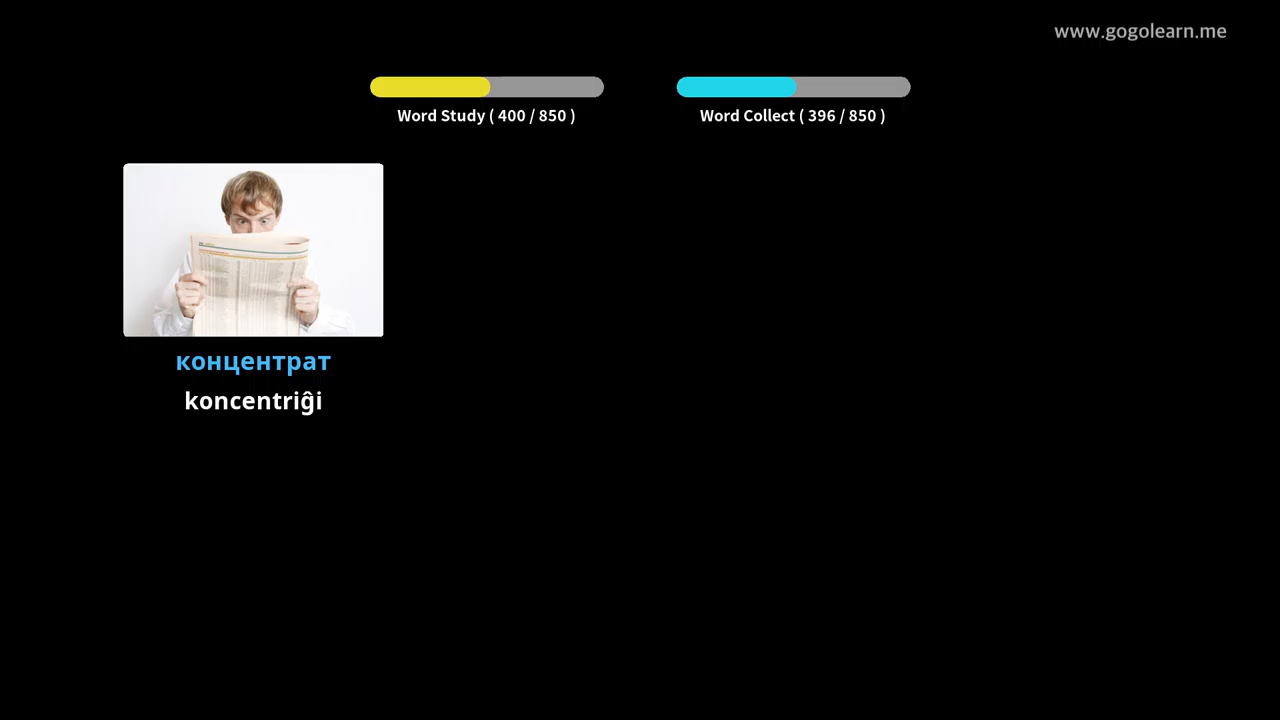 www.gogolearn.me
Word Study ( 400 / 850 )
Word Collect ( 396 / 850 )
концентрат
koncentriĝi